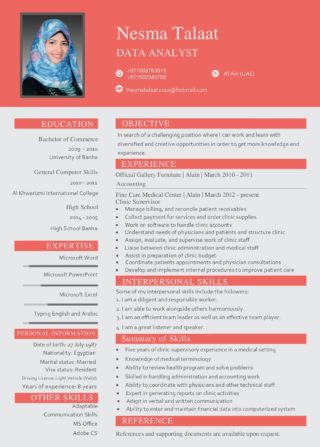 Nesma Talaat
DATA ANALYST
Al Ain (UAE)
EDUCATION
Bachelor of Commerce
2009 - 2010
University of Banha
General Computer Skills
2010 - 2011
Al Khawarizmi International College
High School
2004 - 2005
High School Banha
EXPERTISE
Microsoft Word
Microsoft PowerPoint
Microsoft Excel
Typing English and Arabic
PERSONAL INFORMATION
Date of birth: 27 July 1987
Nationality: Egyptian
Marital status: Married
Visa status: Resident
Driving License: Light Vehicle (Valid)
Years of experience: 8 years
OTHER SKILLS
Adaptable
Communication Skills
MS Office
Adobe CS
OBJECTIVE
In search of a challenging position where I can work and learn with
diversified and creative opportunities in order to get more knowledge and
experience.
EXPERIENCE
Official Gallery Furniture | Alain | March 2010 - 2011
Accounting
Fine Care Medical Center | Alain | March 2012 - present
Clinic Supervisor
• Manage billing, and reconcile patient receivables
• Collect payment for services and order clinic supplies
• Work on software to handle clinic accounts
• Understand needs of physicians and patients and structure clinic
• Assign, evaluate, and supervise work of clinic staff
• Liaise between clinic administration and medical staff
• Assist in preparation of clinic budget
• Coordinate patients appointments and physician consultations
• Develop and implement internal procedures to improve patient care
INTERPERSONAL SKILLS
Some of my interpersonal skills include the following:
1. I am a diligent and responsible worker.
2. I am able to work alongside others harmoniously.
3. I am an efficient team leader as well as an effective team player.
4. I am a great listener and speaker.
Summary of Skills
• Five years of clinic supervisory experience in a medical setting
• Knowledge of medical terminology
• Ability to review health program and solve problems
• Skilled in handling administration and accounting work
• Ability to coordinate with physicians and other technical staff
• Expert in generating reports on clinic activities
• Adept in verbal and written communication
• Ability to enter and maintain financial data into computerized system
REFERENCE
References and supporting documents are available upon request.